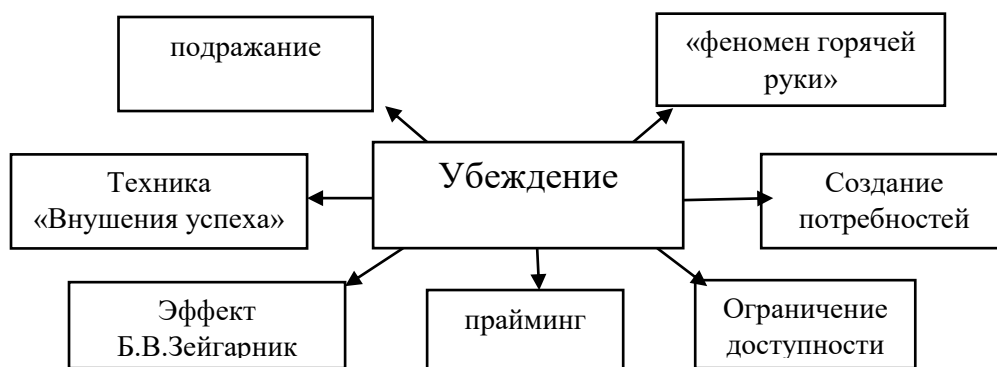 подражание
«феномен горячей
руки»
Убеждение
Техника
«Внушения успеха»
Создание
потребностей
Эффект
Б.В.Зейгарник
прайминг
Ограничение
доступности